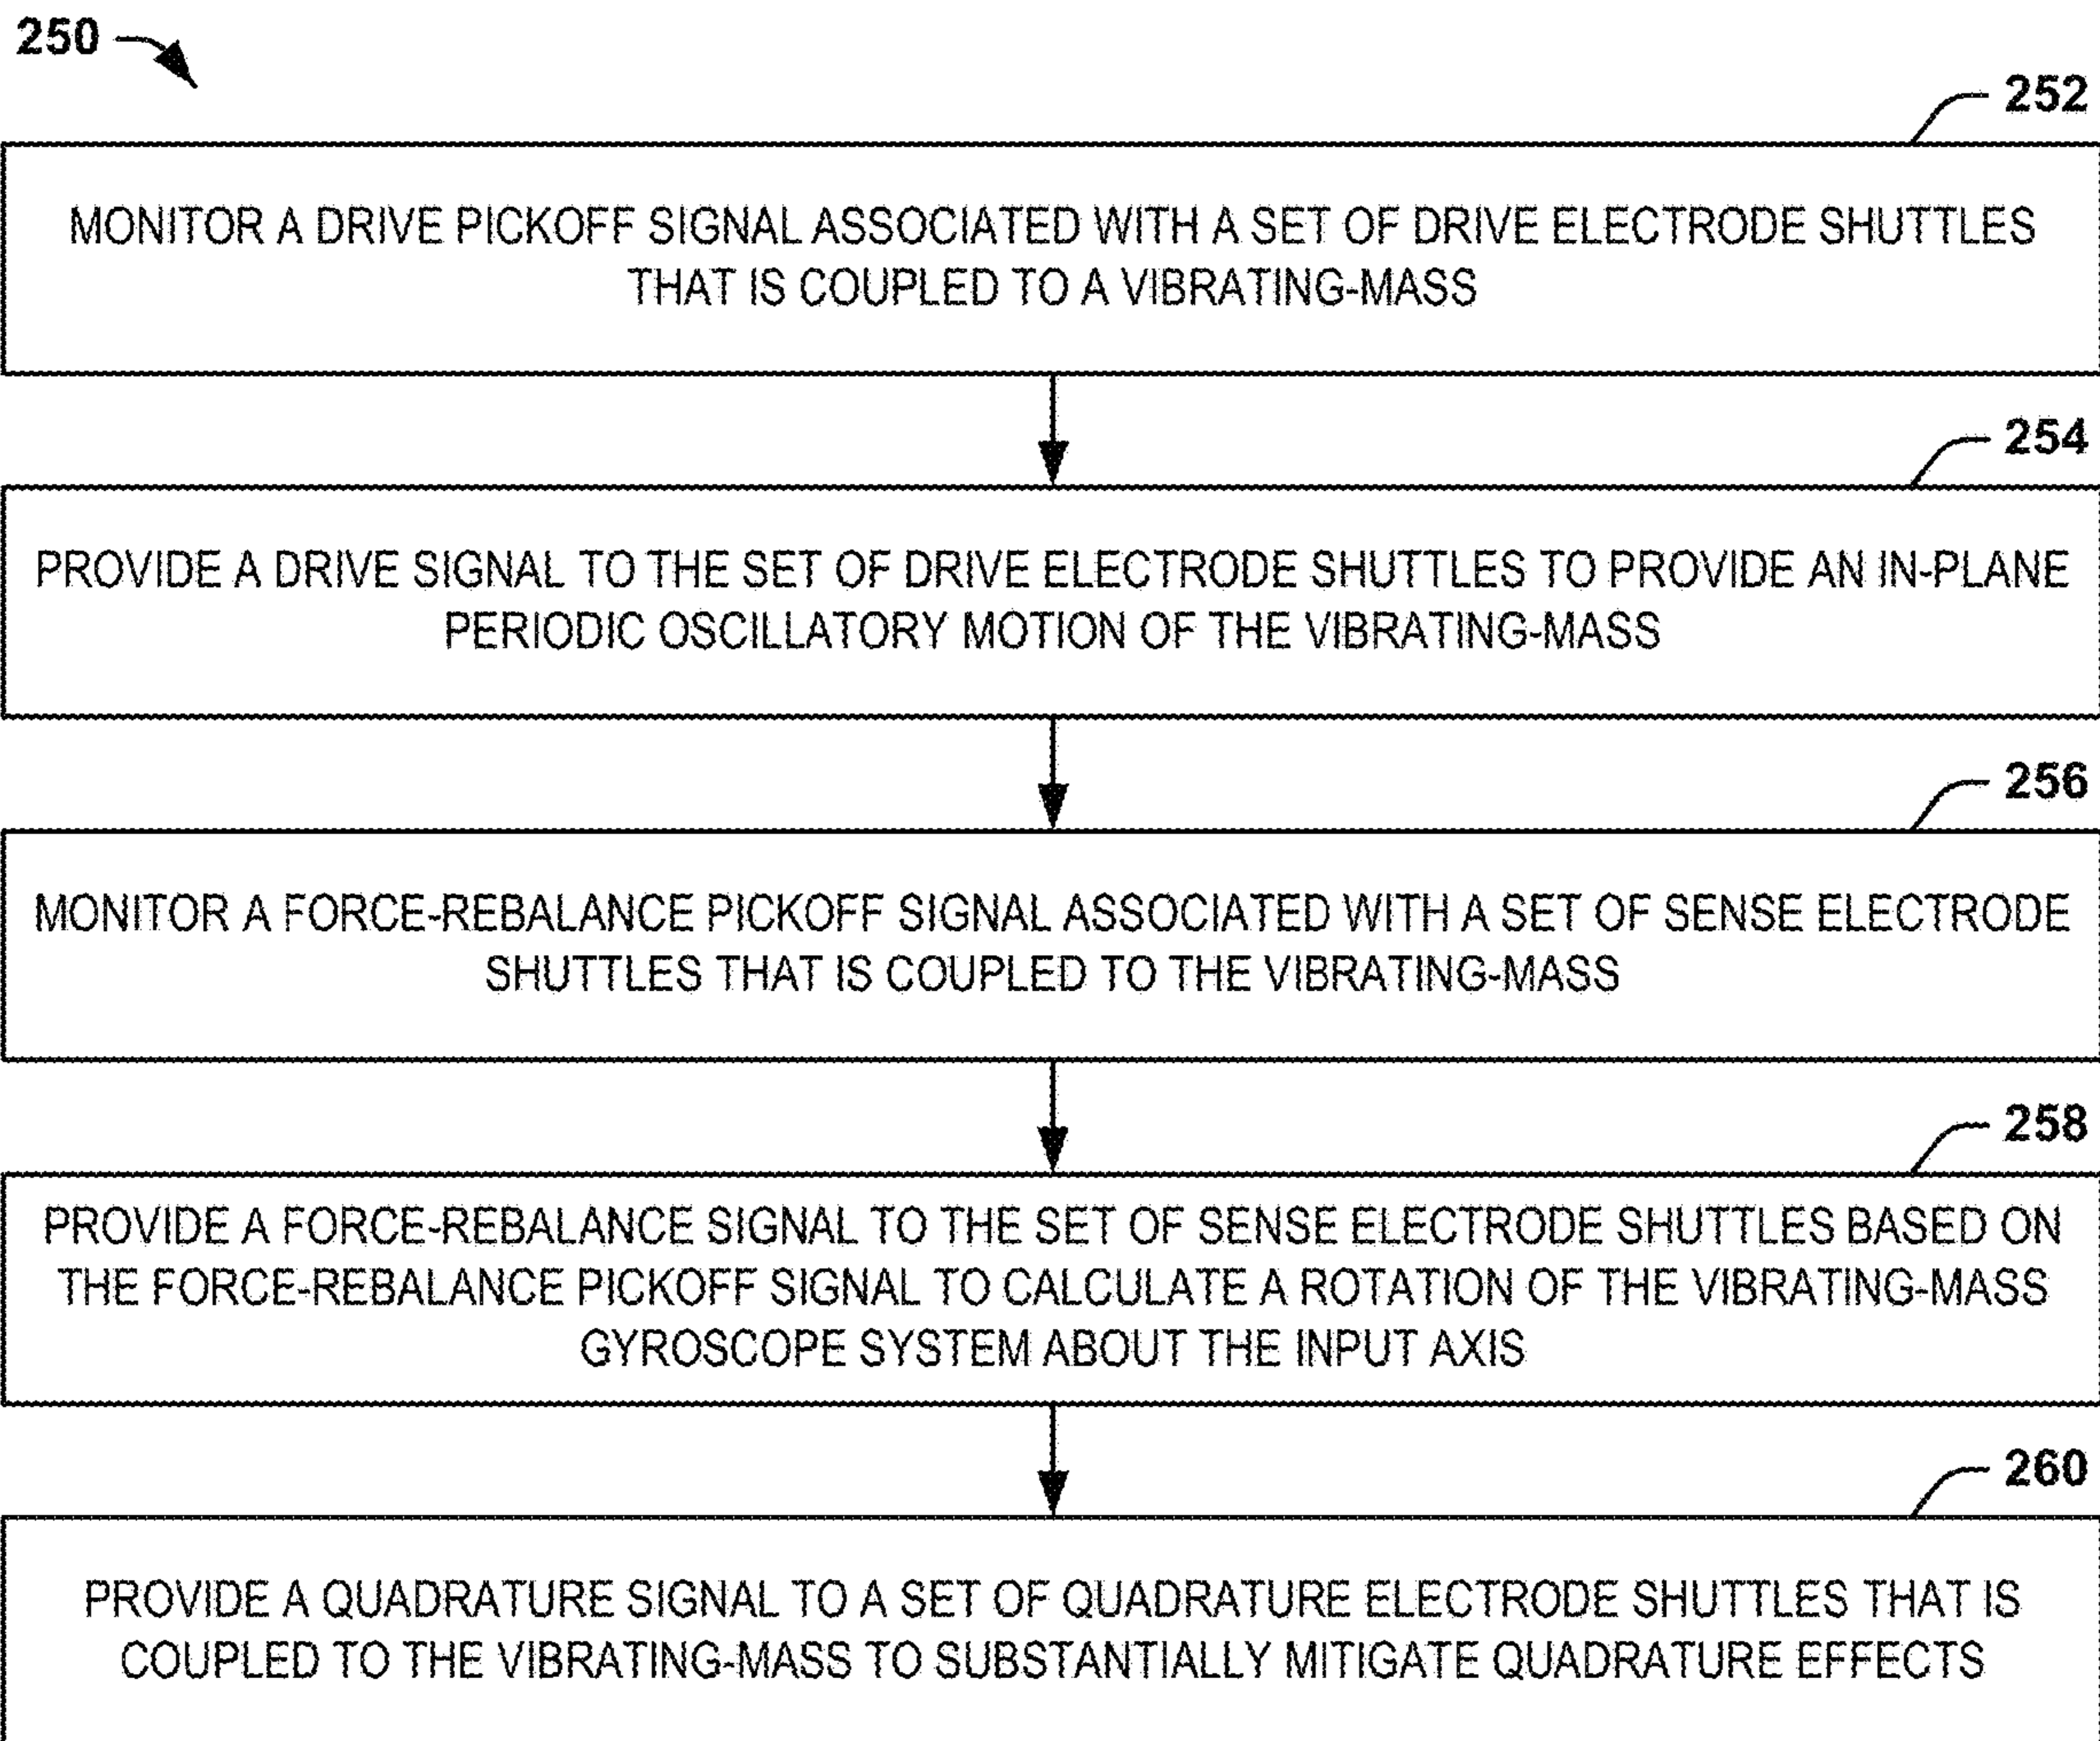 250
252
MONITOR A DRIVE PICKOFF SIGNAL ASSOCIATED WITH A SET OF DRIVE ELECTRODE SHUTTLES
THAT IS COUPLED TO A VIBRATING-MASS
254
PROVIDE A DRIVE SIGNAL TO THE SET OF DRIVE ELECTRODE SHUTTLES TO PROVIDE AN IN-PLANE
PERIODIC OSCILLATORY MOTION OF THE VIBRATING-MASS
256
MONITOR A FORCE-REBALANCE PICKOFF SIGNAL ASSOCIATED WITH A SET OF SENSE ELECTRODE
SHUTTLES THAT IS COUPLED TO THE VIBRATING-MASS
258
PROVIDE A FORCE-REBALANCE SIGNAL TO THE SET OF SENSE ELECTRODE SHUTTLES BASED ON
THE FORCE-REBALANCE PICKOFF SIGNAL TO CALCULATE A ROTATION OF THE VIBRATING-MASS
GYROSCOPE SYSTEM ABOUT THE INPUT AXIS
260
PROVIDE A QUADRATURE SIGNAL TO A SET OF QUADRATURE ELECTRODE SHUTTLES THAT IS
COUPLED TO THE VIBRATING-MASS TO SUBSTANTIALLY MITIGATE QUADRATURE EFFECTS